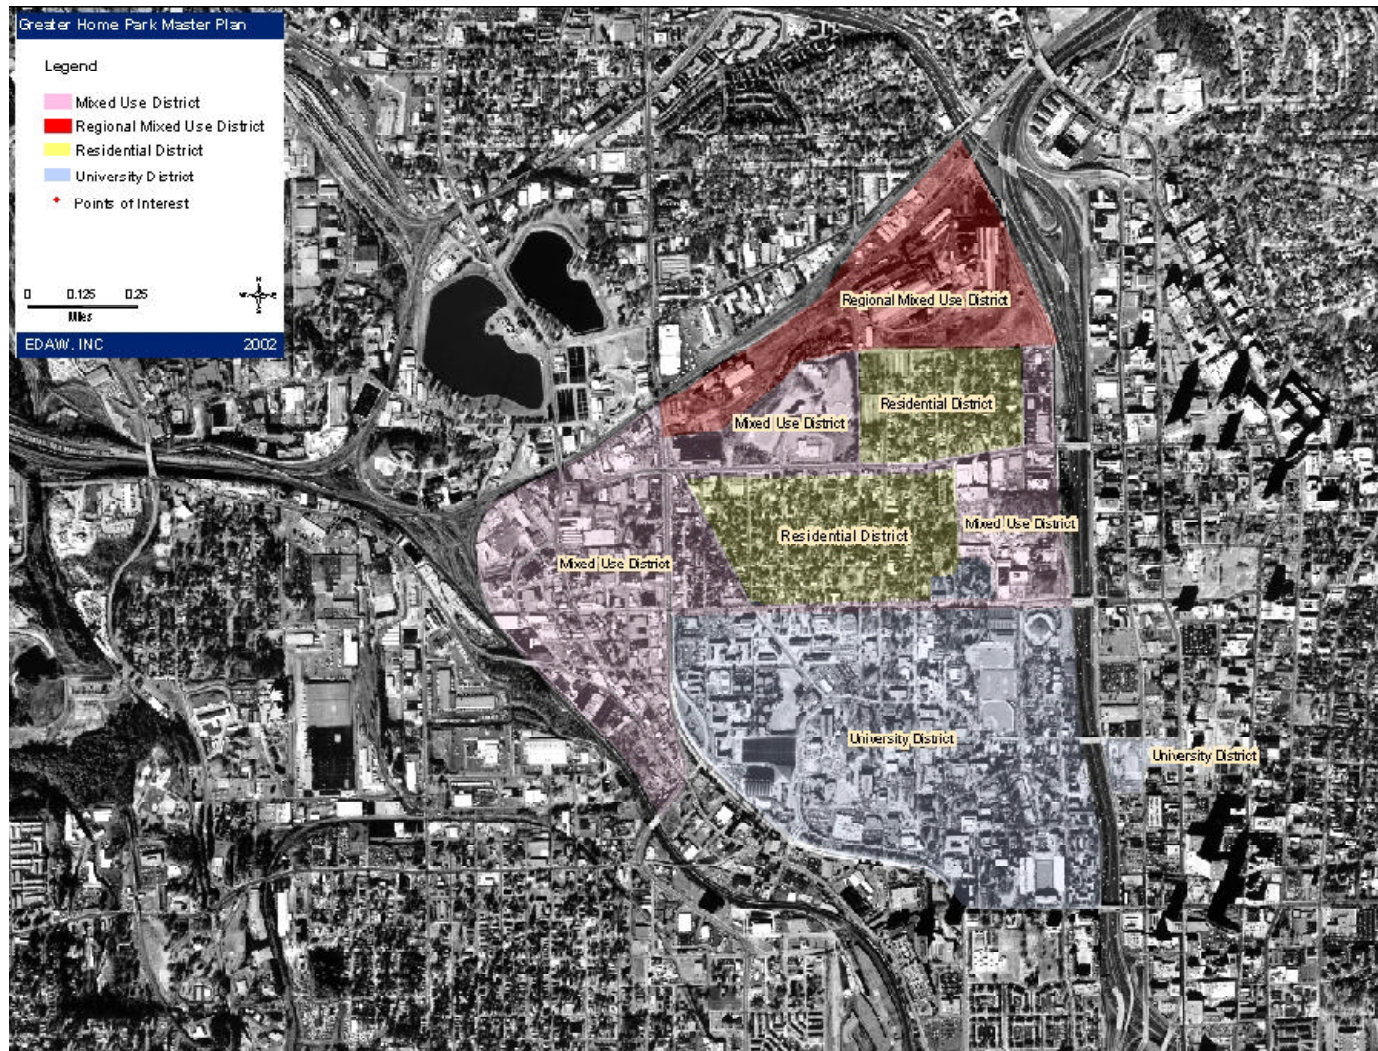 Greater Home Park Master Plan
Legend
Mixed Use District
Regional Mixed Use District
Residential District
University District
Points of Interest
0 0.125 0.25
Miles
EDAW, INC 2002
Regional Mixed Use District
Residential District
Mixed Use District
Mixed Use District
Residential District
Mixed Use District
University District
University District